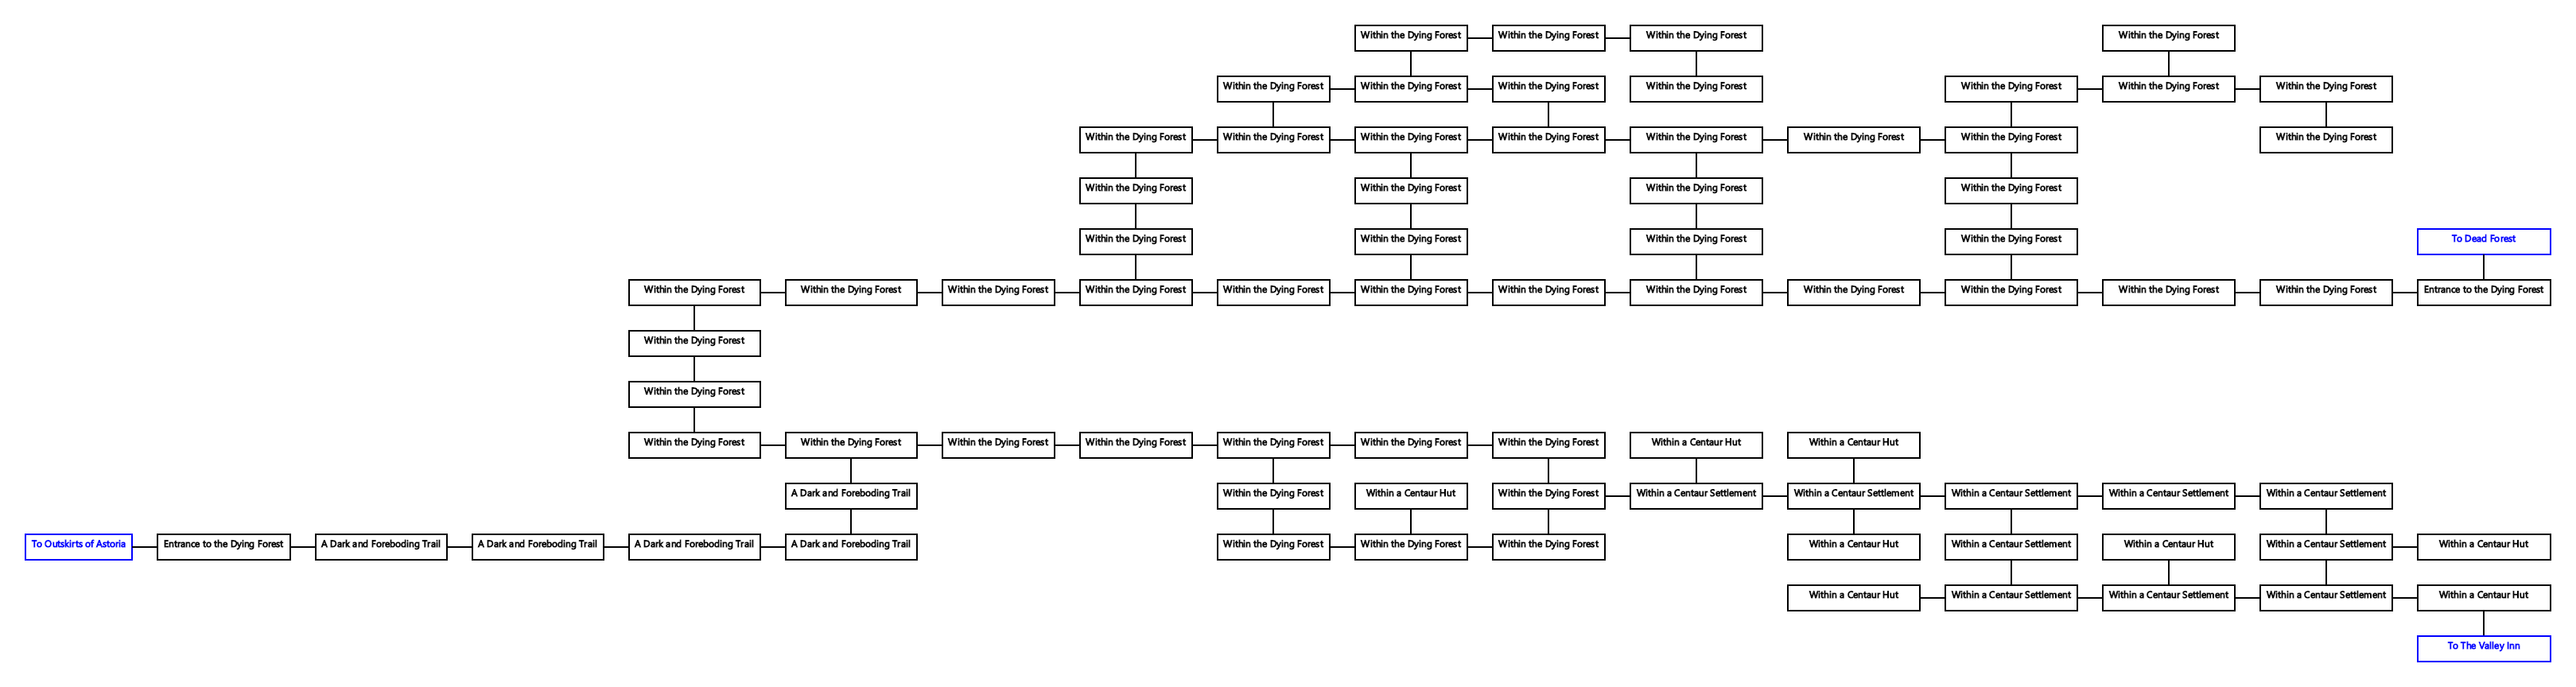 Within the Dying Forest Within the Dying Forest Within the Dying Forest Within the Dying Forest
Within the Dying Forest Within the Dying Forest Within the Dying Forest Within the Dying Forest Within the Dying Forest Within the Dying Forest Within the Dying Forest
Within the Dying Forest Within the Dying Forest Within the Dying Forest Within the Dying Forest Within the Dying Forest Within the Dying Forest Within the Dying Forest Within the Dying Forest
Within the Dying Forest Within the Dying Forest Within the Dying Forest Within the Dying Forest
Within the Dying Forest Within the Dying Forest Within the Dying Forest Within the Dying Forest To Dead Forest
Within the Dying Forest Within the Dying Forest Within the Dying Forest Within the Dying Forest Within the Dying Forest Within the Dying Forest Within the Dying Forest Within the Dying Forest Within the Dying Forest Within the Dying Forest Within the Dying Forest Within the Dying Forest Entrance to the Dying Forest
Within the Dying Forest
Within the Dying Forest
Within the Dying Forest Within the Dying Forest Within the Dying Forest Within the Dying Forest Within the Dying Forest Within the Dying Forest Within the Dying Forest Within a Centaur Hut Within a Centaur Hut
A Dark and Foreboding Trail Within the Dying Forest Within a Centaur Hut Within the Dying Forest Within a Centaur Settlement Within a Centaur Settlement Within a Centaur Settlement Within a Centaur Settlement Within a Centaur Settlement
To Outskirts of Astoria Entrance to the Dying Forest A Dark and Foreboding Trail A Dark and Foreboding Trail A Dark and Foreboding Trail A Dark and Foreboding Trail Within the Dying Forest Within the Dying Forest Within the Dying Forest Within a Centaur Hut Within a Centaur Settlement Within a Centaur Hut Within a Centaur Settlement Within a Centaur Hut
Within a Centaur Hut Within a Centaur Settlement Within a Centaur Settlement Within a Centaur Settlement Within a Centaur Hut
To The Valley Inn